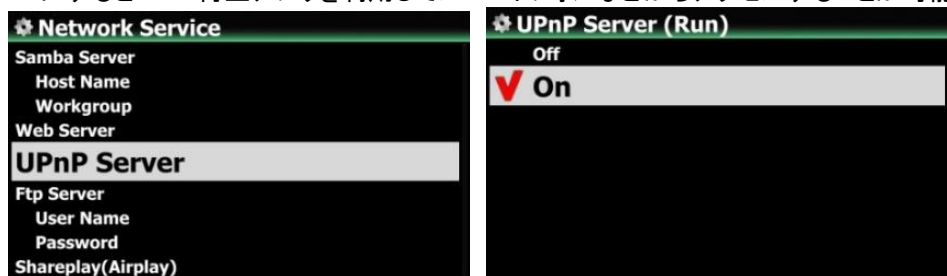 Network Service
Samba Server
Host Name
Workgroup
Web Server
UPnP Server
Ftp Server
User Name
Password
Shareplay(Airplay)
UPnP Server (Run)
Off
On